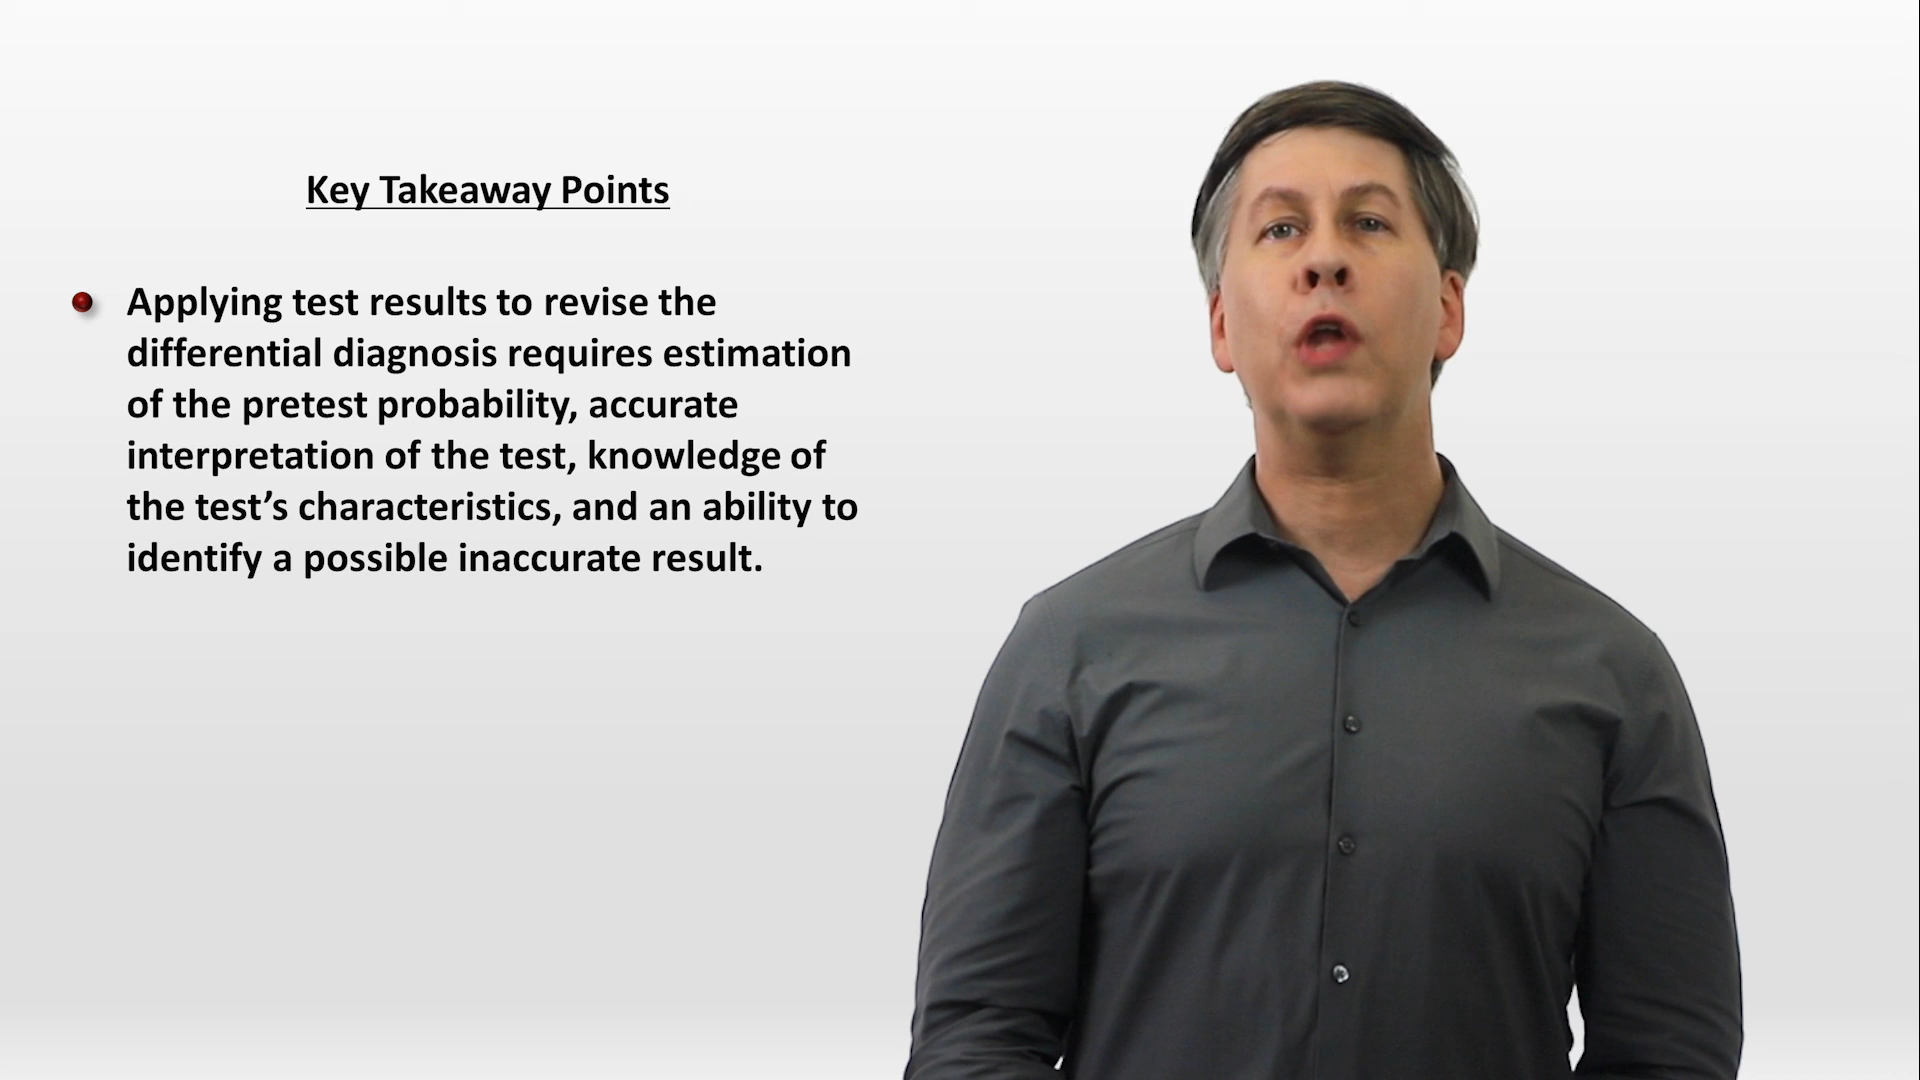 Key Takeaway Points
Applying test results to revise the
differential diagnosis requires estimation
of the pretest probability, accurate
interpretation of the test, knowledge of
the test’s characteristics, and an ability to
identify a possible inaccurate result.